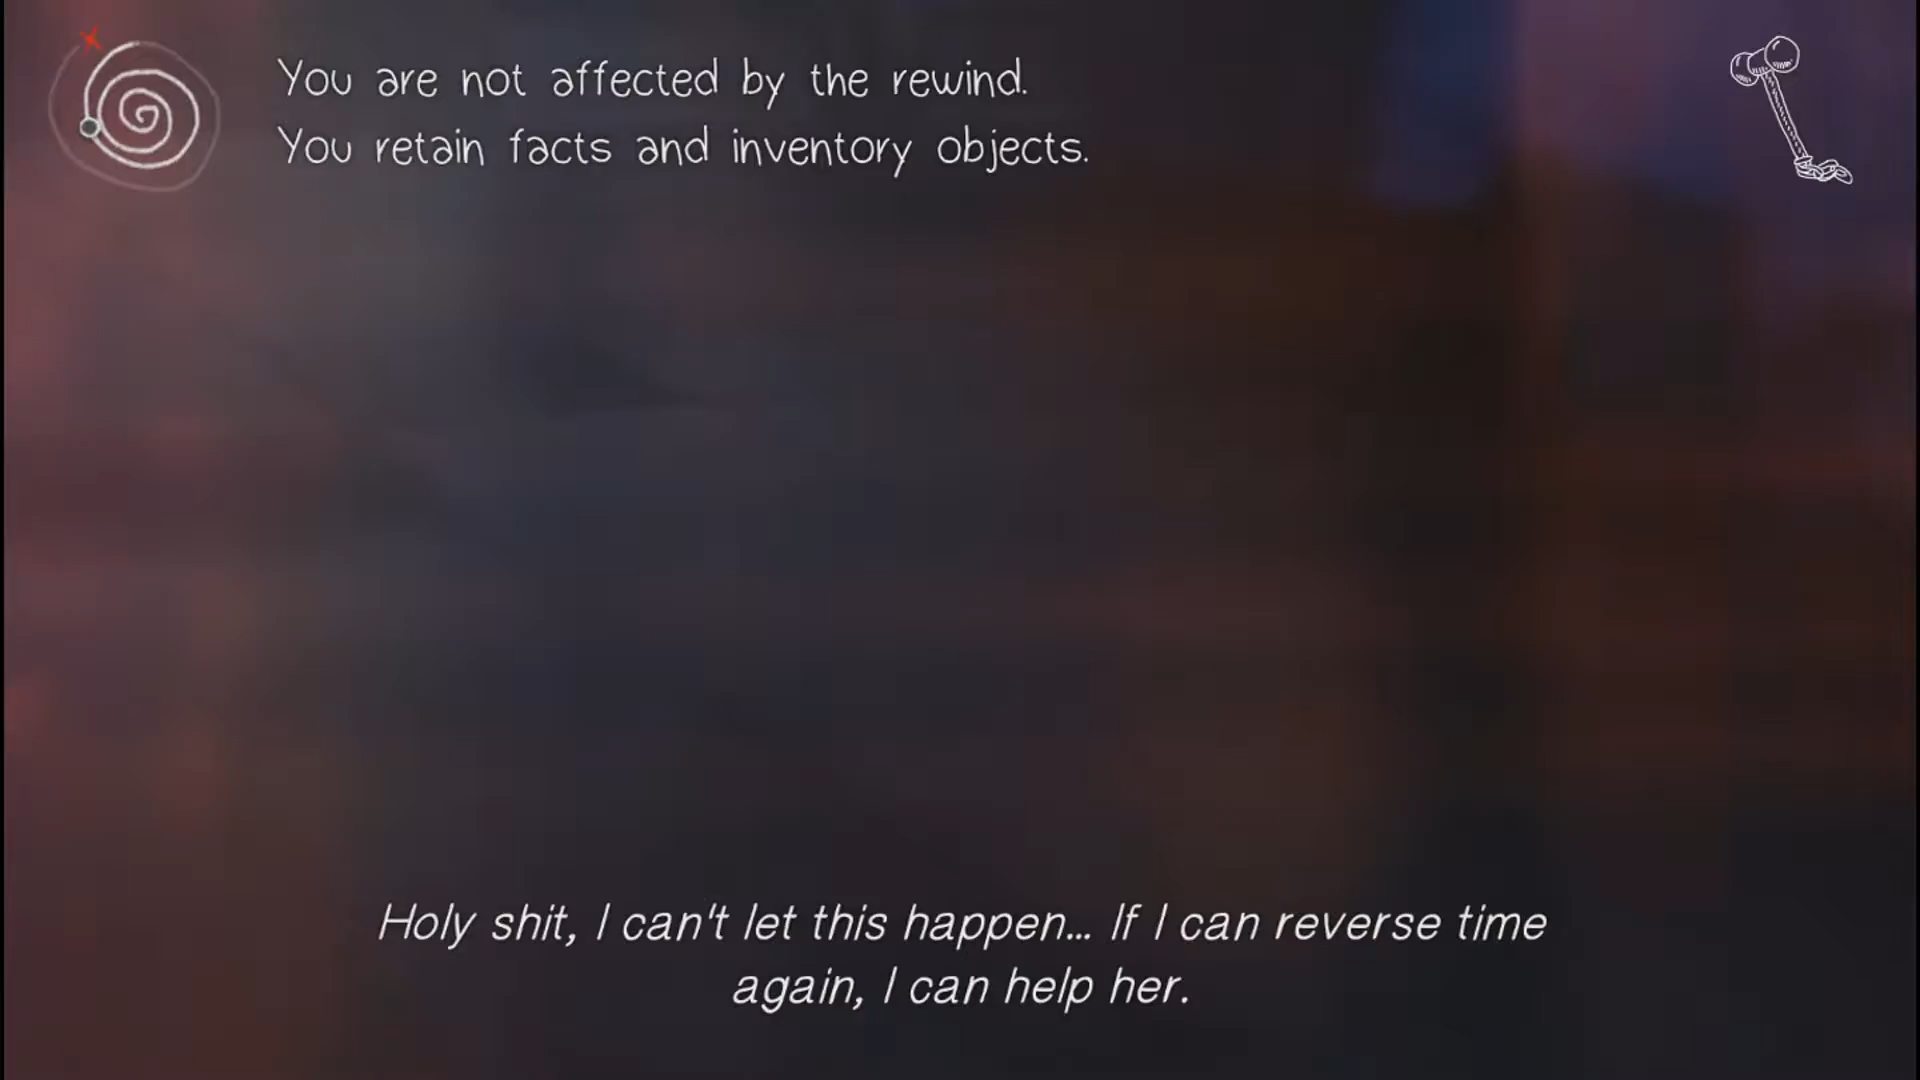 You are not affected by the rewind.
You retain facts and inventory objects.
Holy shit, I can't let this happen... If I can reverse time
again, I can help her.